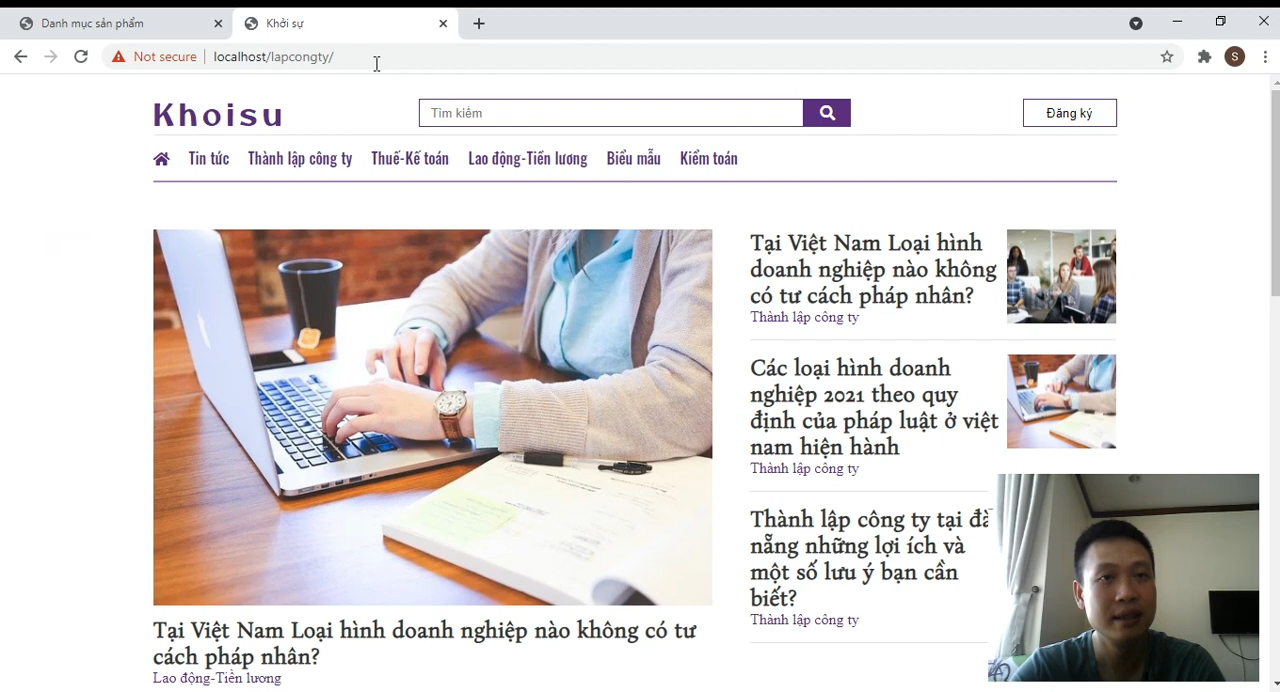 Danh mục sản phẩm
Khởi sự
Not secure
localhost/lapcongty/
S
Khoisu
Tìm kiếm
Đăng ký
Tin tức
Thành lập công ty
Thuế-Kế toán
Lao động-Tiền lương
Biểu mẫu
Kiểm toán
Tại Việt Nam Loại hình doanh nghiệp nào không có tư
cách pháp nhân?
Lao động-Tiền lương
Tại Việt Nam Loại hình
doanh nghiệp nào không
có tư cách pháp nhân?
Thành lập công ty
Các loại hình doanh
nghiệp 2021 theo quy
định của pháp luật ở việt
nam hiện hành
Thành lập công ty
Thành lập công ty tại đà
nẵng những lợi ích và
một số lưu ý bạn cần
biết?
Thành lập công ty